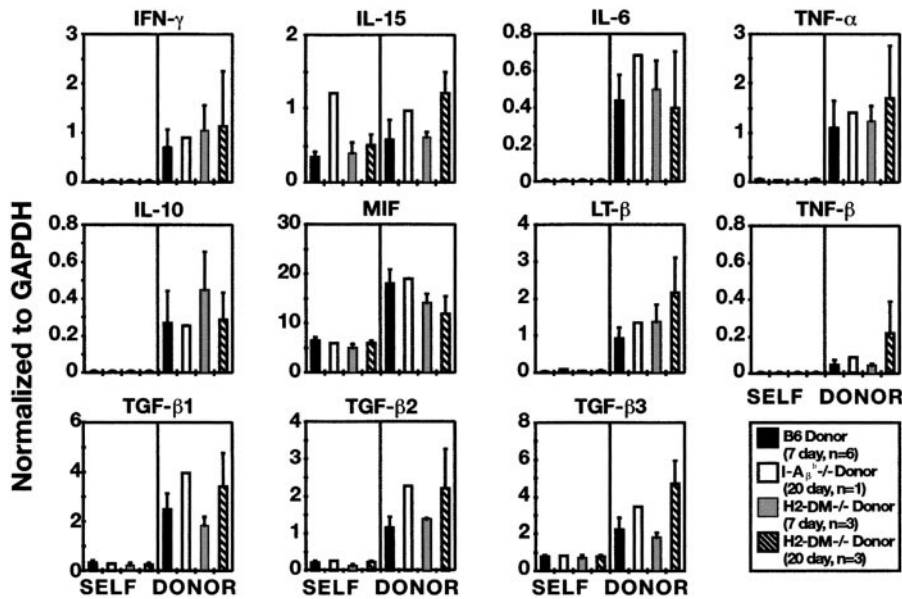 IFN-γ IL-15 IL-6 TNF-α
3 2 0.8 3
2 0.6 2
1 0.4
1 0.2 1
0 0 0 0
IL-10 MIF LT-β TNF-β
0.8 30 4 0.8
0.6 3 0.6
20
0.4 2 0.4
10
0.2 1 0.2
0 0 0 0
Normalized to GAPDH
SELF DONOR
TGF-β1 TGF-β2 TGF-β3
6 4 8
3 6
4
2 4
2
1 2
0 0 0
SELF DONOR SELF DONOR SELF DONOR
B6 Donor
(7 day, n=6)
I-Aβᵇ-/- Donor
(20 day, n=1)
H2-DM-/- Donor
(7 day, n=3)
H2-DM-/- Donor
(20 day, n=3)